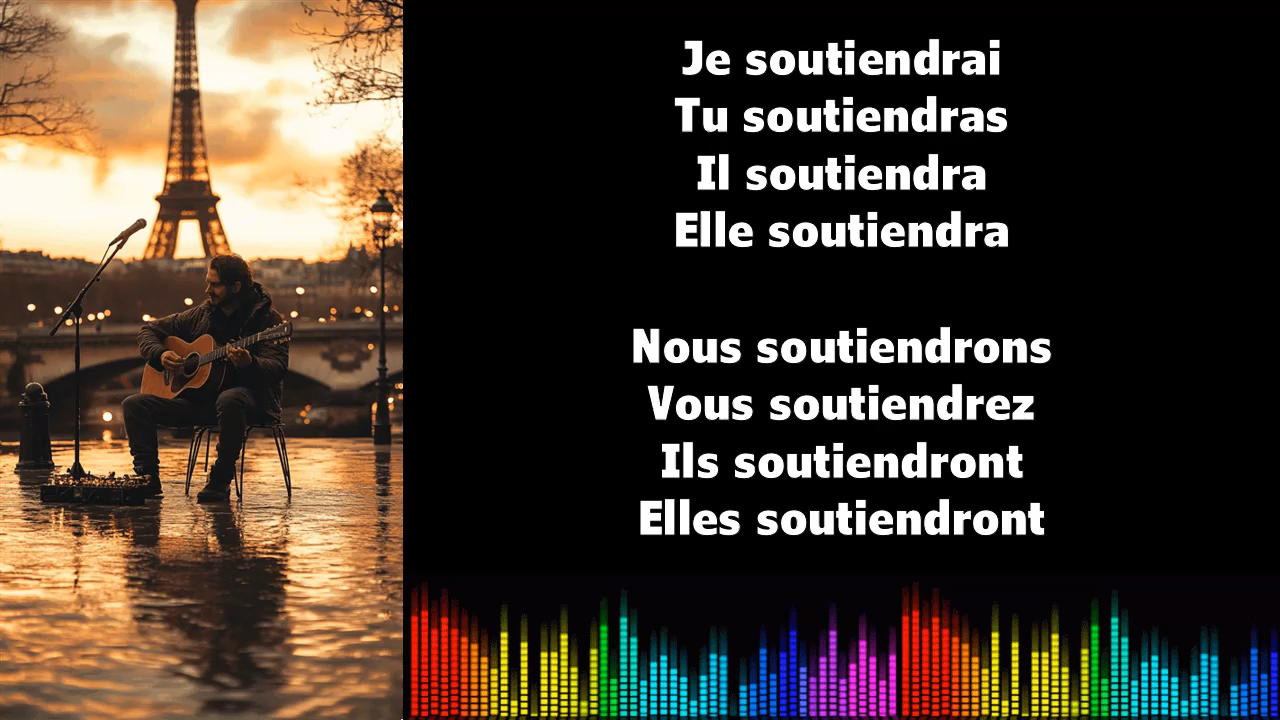 Je soutiendrai
Tu soutiendras
Il soutiendra
Elle soutiendra
Nous soutiendrons
Vous soutiendrez
Ils soutiendront
Elles soutiendront